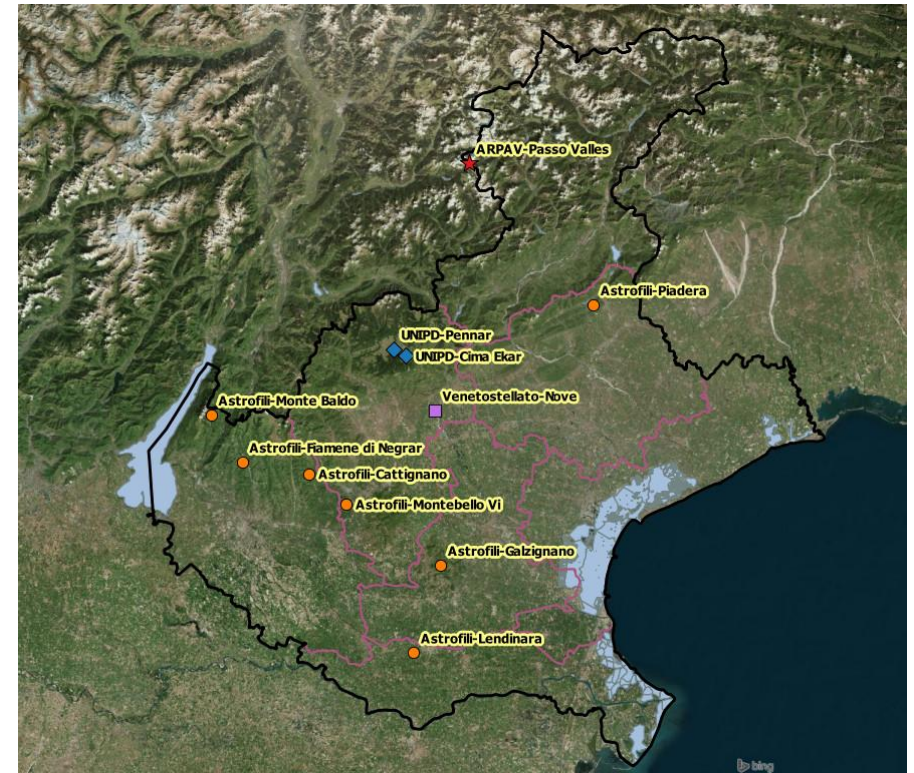 ARPAV-Passo Valles
Astrofili-Piadera
UNIPD-Pennar
UNIPD-Cima Ekar
Astrofili-Monte Baldo
Venetostellato-Nove
Astrofili-Fiamene di Negrar
Astrofili-Cattignano
Astrofili-Montebello Vi
Astrofili-Galzignano
Astrofili-Lendinara
bing